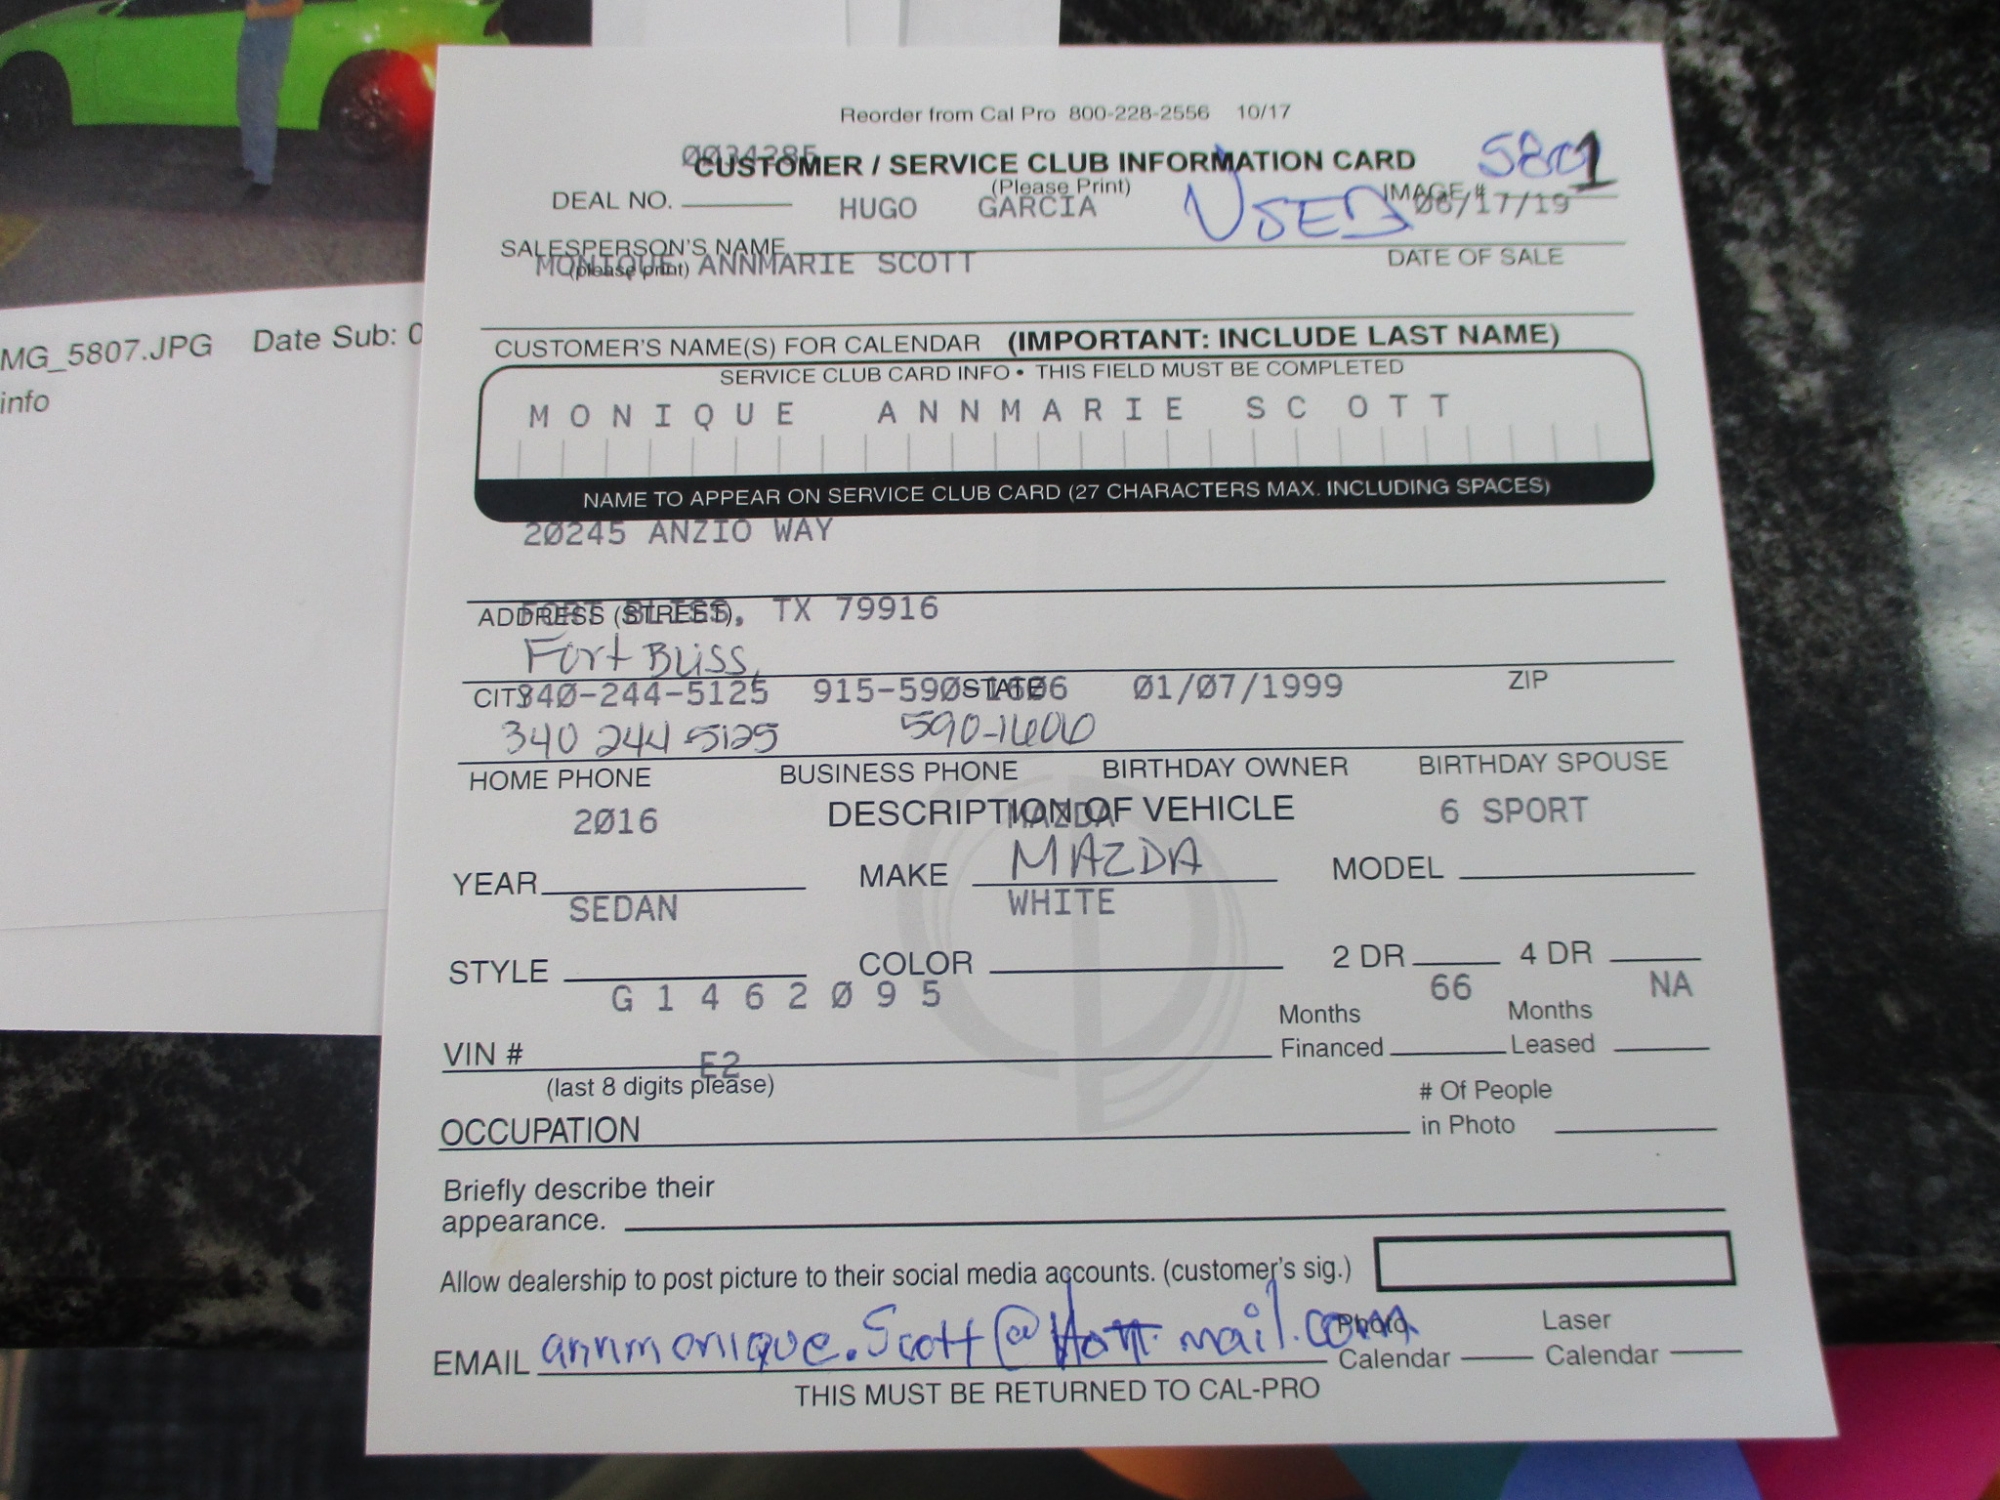 Reorder from Cal Pro 800-228-2556 10/17
0034285
CUSTOMER / SERVICE CLUB INFORMATION CARD
5801
(Please Print)
USED
IMAGE #
DEAL NO.
HUGO GARCIA
06/17/19
SALESPERSON'S NAME
(please print)
DATE OF SALE
MONIQUE ANNMARIE SCOTT
CUSTOMER'S NAME(S) FOR CALENDAR (IMPORTANT: INCLUDE LAST NAME)
SERVICE CLUB CARD INFO • THIS FIELD MUST BE COMPLETED
MONIQUE ANNMARIE SCOTT
NAME TO APPEAR ON SERVICE CLUB CARD (27 CHARACTERS MAX. INCLUDING SPACES)
20245 ANZIO WAY
ADDRESS (STREET)
FORT BLISS, TX 79916
Fort Bliss,
CITY STATE ZIP
340-244-5125 915-590-1606 01/07/1999
340 244 5125 590-1606
HOME PHONE BUSINESS PHONE BIRTHDAY OWNER BIRTHDAY SPOUSE
DESCRIPTION OF VEHICLE
2016 MAZDA 6 SPORT
MAZDA
YEAR MAKE MODEL
SEDAN WHITE
STYLE COLOR 2 DR 4 DR
G1462095 66 NA
VIN # Months Financed Months Leased
(last 8 digits please)
E2
OCCUPATION # Of People in Photo
Briefly describe their
appearance.
Allow dealership to post picture to their social media accounts. (customer's sig.)
EMAIL annmonique.Scott@Hotmail.com
Photo Calendar Laser Calendar
THIS MUST BE RETURNED TO CAL-PRO
MG_5807.JPG Date Sub: 0
info